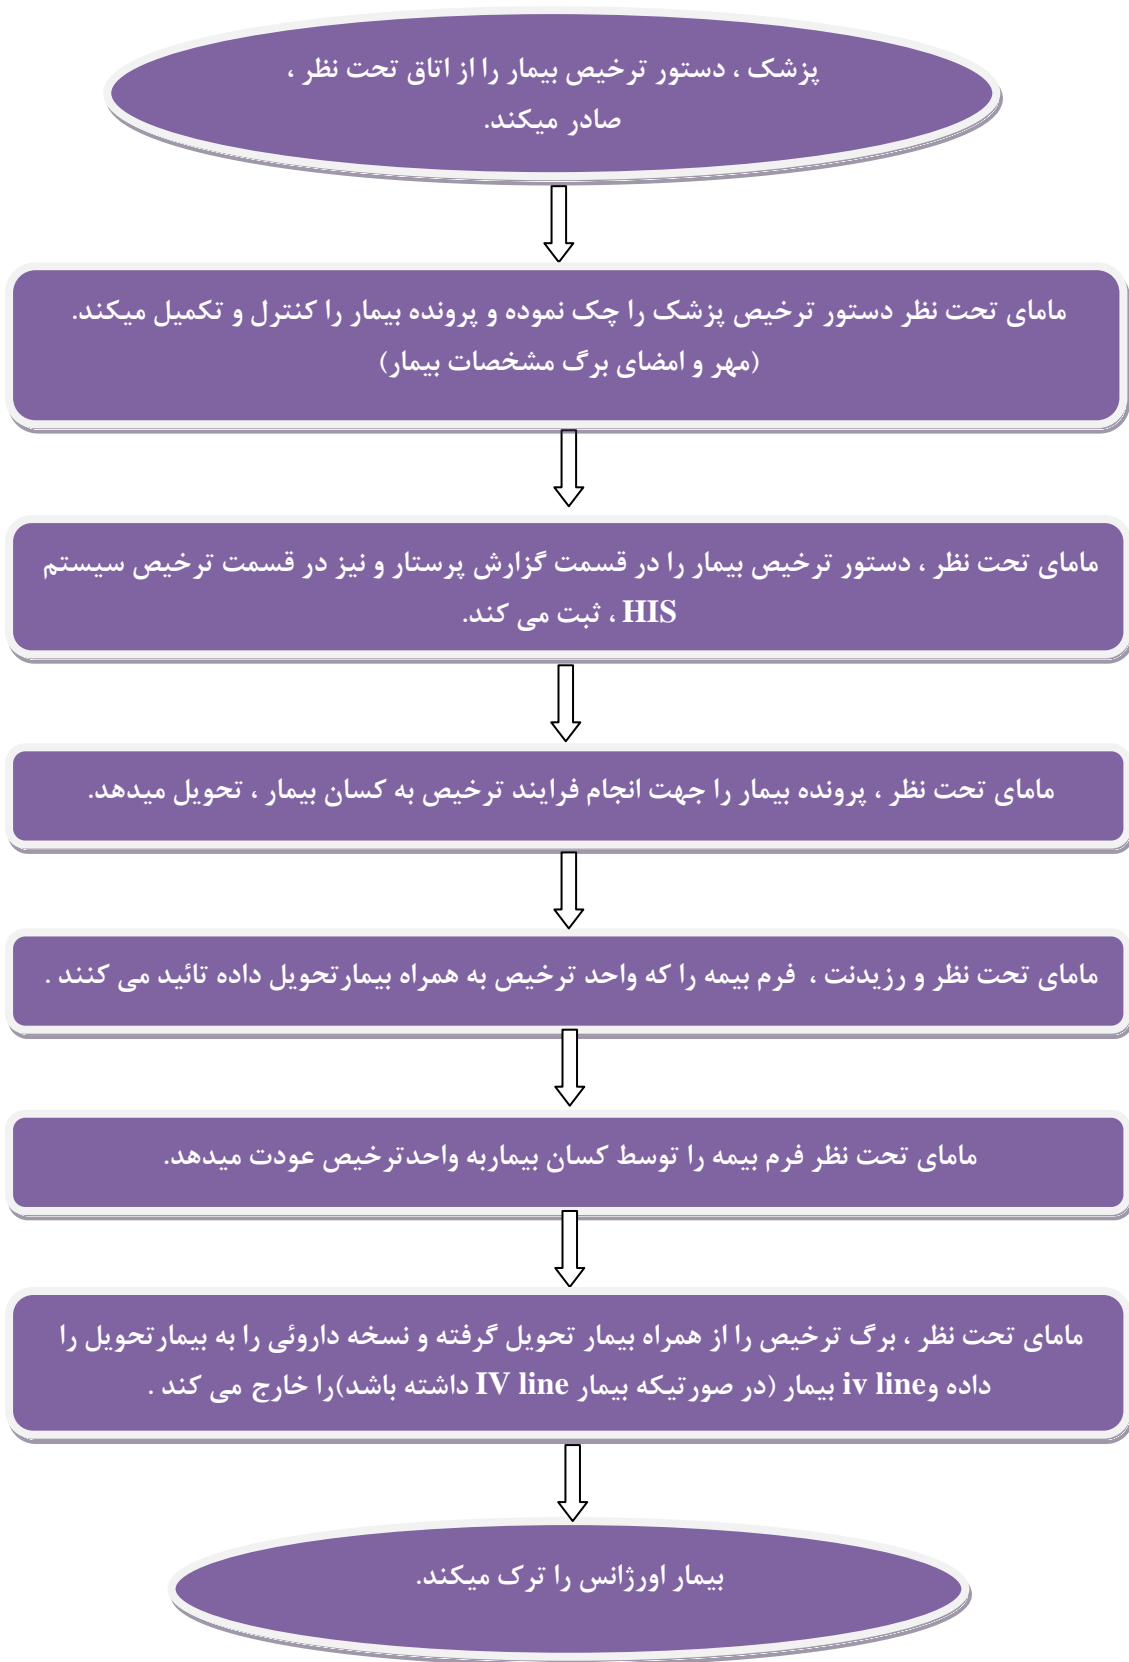 پزشک ، دستور ترخیص بیمار را از اتاق تحت نظر ،
صادر میکند.
مامای تحت نظر دستور ترخیص پزشک را چک نموده و پرونده بیمار را کنترل و تکمیل میکند.
(مهر و امضای برگ مشخصات بیمار)
مامای تحت نظر ، دستور ترخیص بیمار را در قسمت گزارش پرستار و نیز در قسمت ترخیص سیستم
HIS ، ثبت می کند.
مامای تحت نظر ، پرونده بیمار را جهت انجام فرایند ترخیص به کسان بیمار ، تحویل میدهد.
مامای تحت نظر و رزیدنت ، فرم بیمه را که واحد ترخیص به همراه بیمارتحویل داده تائید می کنند .
مامای تحت نظر فرم بیمه را توسط کسان بیماربه واحدترخیص عودت میدهد.
مامای تحت نظر ، برگ ترخیص را از همراه بیمار تحویل گرفته و نسخه داروئی را به بیمارتحویل را
داده وiv line بیمار (در صورتیکه بیمار IV line داشته باشد)را خارج می کند .
بیمار اورژانس را ترک میکند.